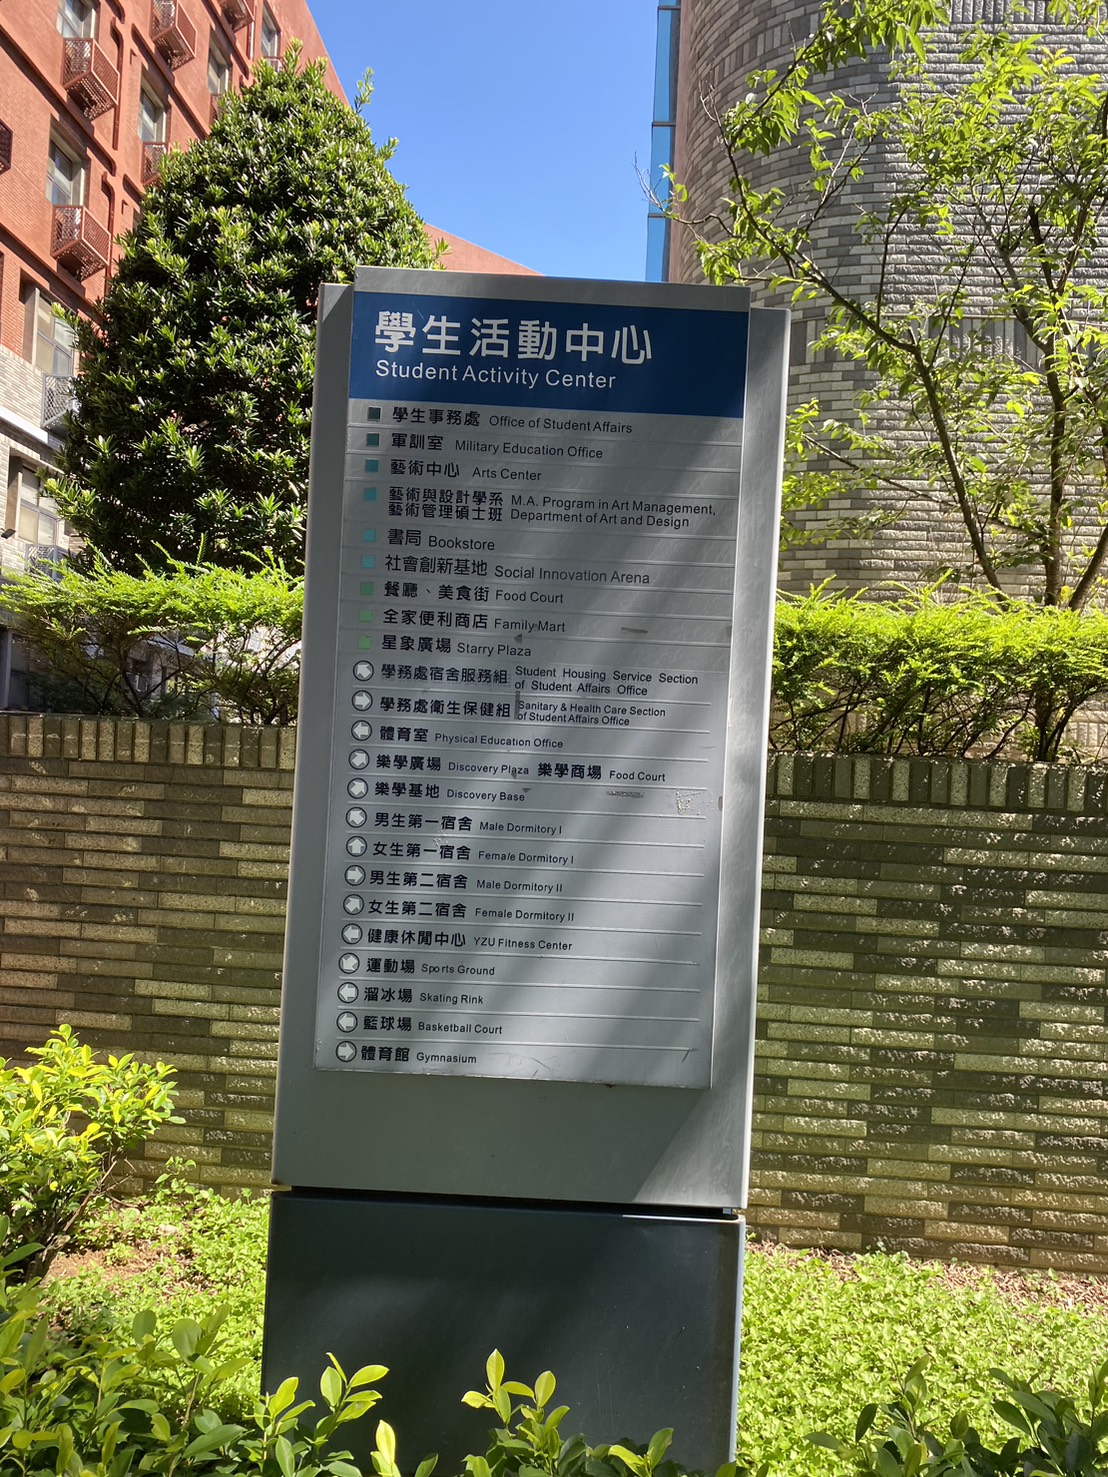 學生活動中心
Student Activity Center
學生事務處 Office of Student Affairs
軍訓室 Military Education Office
藝術中心 Arts Center
藝術與設計學系 M.A. Program in Art Management,
藝術管理碩士班 Department of Art and Design
書局 Bookstore
社會創新基地 Social Innovation Arena
餐廳、美食街 Food Court
全家便利商店 Family Mart
星象廣場 Starry Plaza
學務處宿舍服務組 Student Housing Service Section
of Student Affairs Office
學務處衛生保健組 Sanitary & Health Care Section
of Student Affairs Office
體育室 Physical Education Office
樂學廣場 Discovery Plaza 樂學商場 Food Court
樂學基地 Discovery Base
男生第一宿舍 Male Dormitory I
女生第一宿舍 Female Dormitory I
男生第二宿舍 Male Dormitory II
女生第二宿舍 Female Dormitory II
健康休閒中心 YZU Fitness Center
運動場 Sports Ground
溜冰場 Skating Rink
籃球場 Basketball Court
體育館 Gymnasium